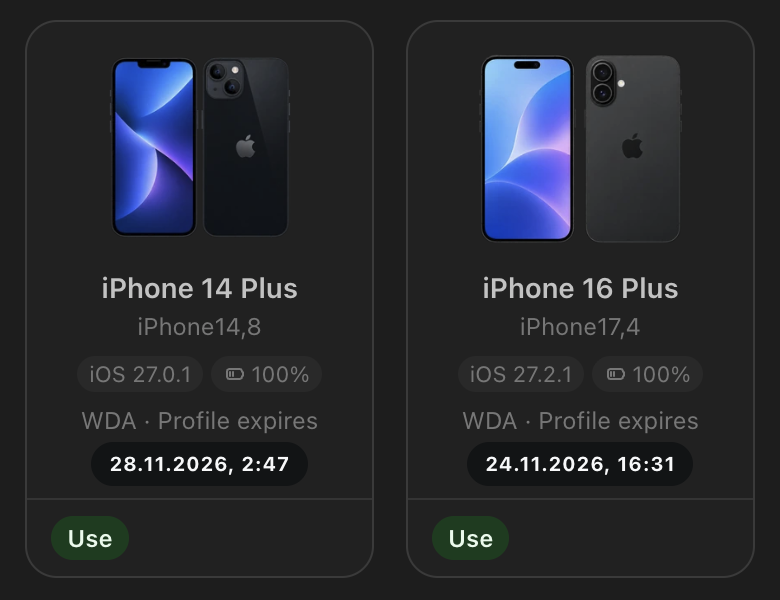 iPhone 14 Plus
iPhone14,8
iOS 27.0.1 100%
WDA · Profile expires
28.11.2026, 2:47
Use
iPhone 16 Plus
iPhone17,4
iOS 27.2.1 100%
WDA · Profile expires
24.11.2026, 16:31
Use